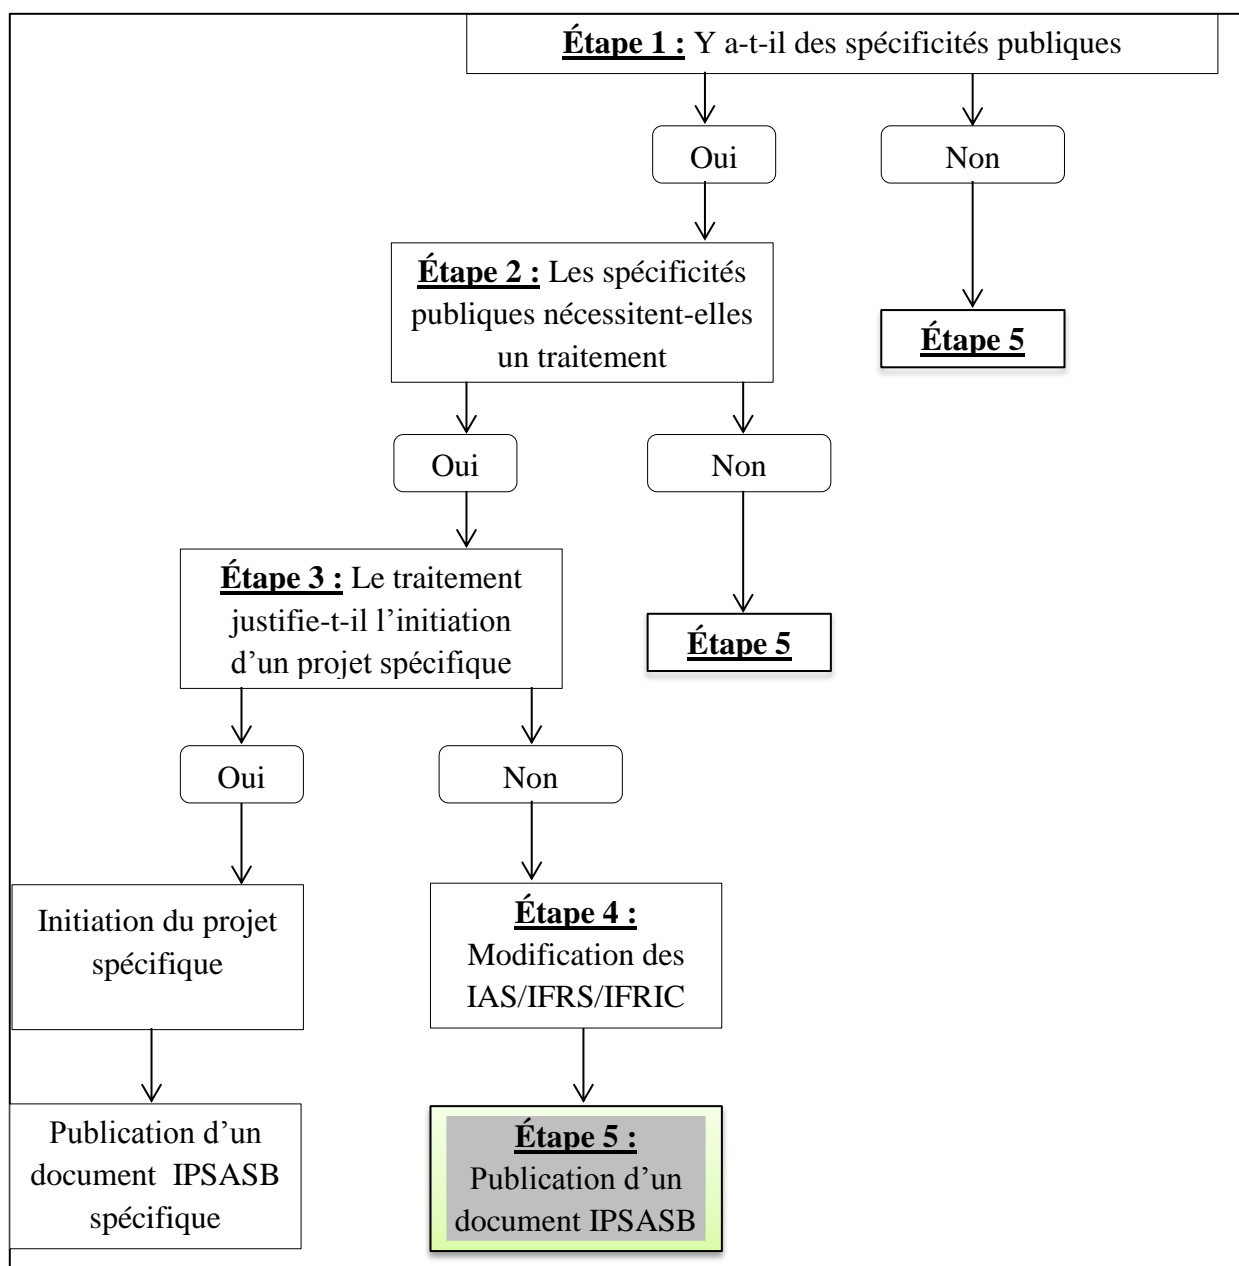 Étape 1 : Y a-t-il des spécificités publiques
Oui
Non
Étape 2 : Les spécificités
publiques nécessitent-elles
un traitement
Étape 5
Oui
Non
Étape 3 : Le traitement
justifie-t-il l’initiation
d’un projet spécifique
Étape 5
Oui
Non
Initiation du projet
spécifique
Étape 4 :
Modification des
IAS/IFRS/IFRIC
Publication d’un
document IPSASB
spécifique
Étape 5 :
Publication d’un
document IPSASB